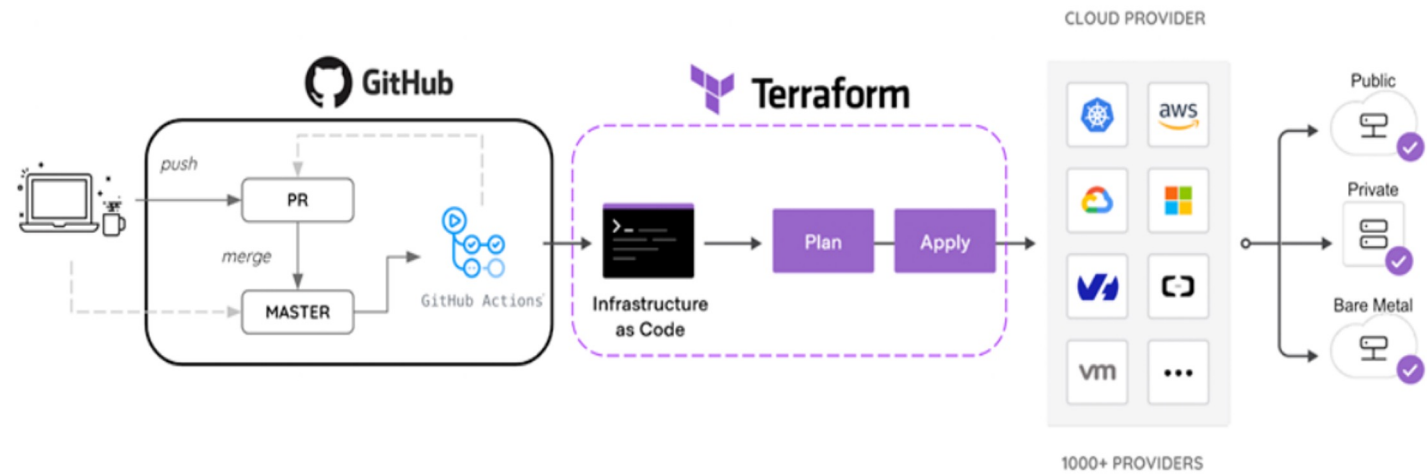 CLOUD PROVIDER
GitHub
Terraform
push
PR
merge
MASTER
GitHub Actions
>_
Infrastructure
as Code
Plan
Apply
aws
vm
1000+ PROVIDERS
Public
Private
Bare Metal